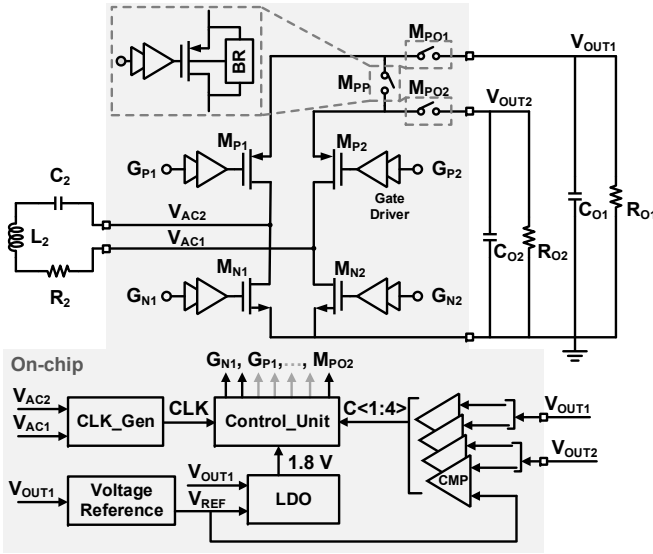 M_PO1
V_OUT1
BR
M_PP
M_PO2
V_OUT2
M_P1
M_P2
G_P1
G_P2
Gate
Driver
C_2
V_AC2
L_2
V_AC1
C_O1
R_O1
C_O2
R_O2
R_2
M_N1
M_N2
G_N1
G_N2
On-chip
G_N1, G_P1,..., M_PO2
V_AC2
V_AC1
CLK_Gen
CLK
Control_Unit
C<1:4>
V_OUT1
V_OUT2
1.8 V
CMP
V_OUT1
Voltage
Reference
V_OUT1
V_REF
LDO